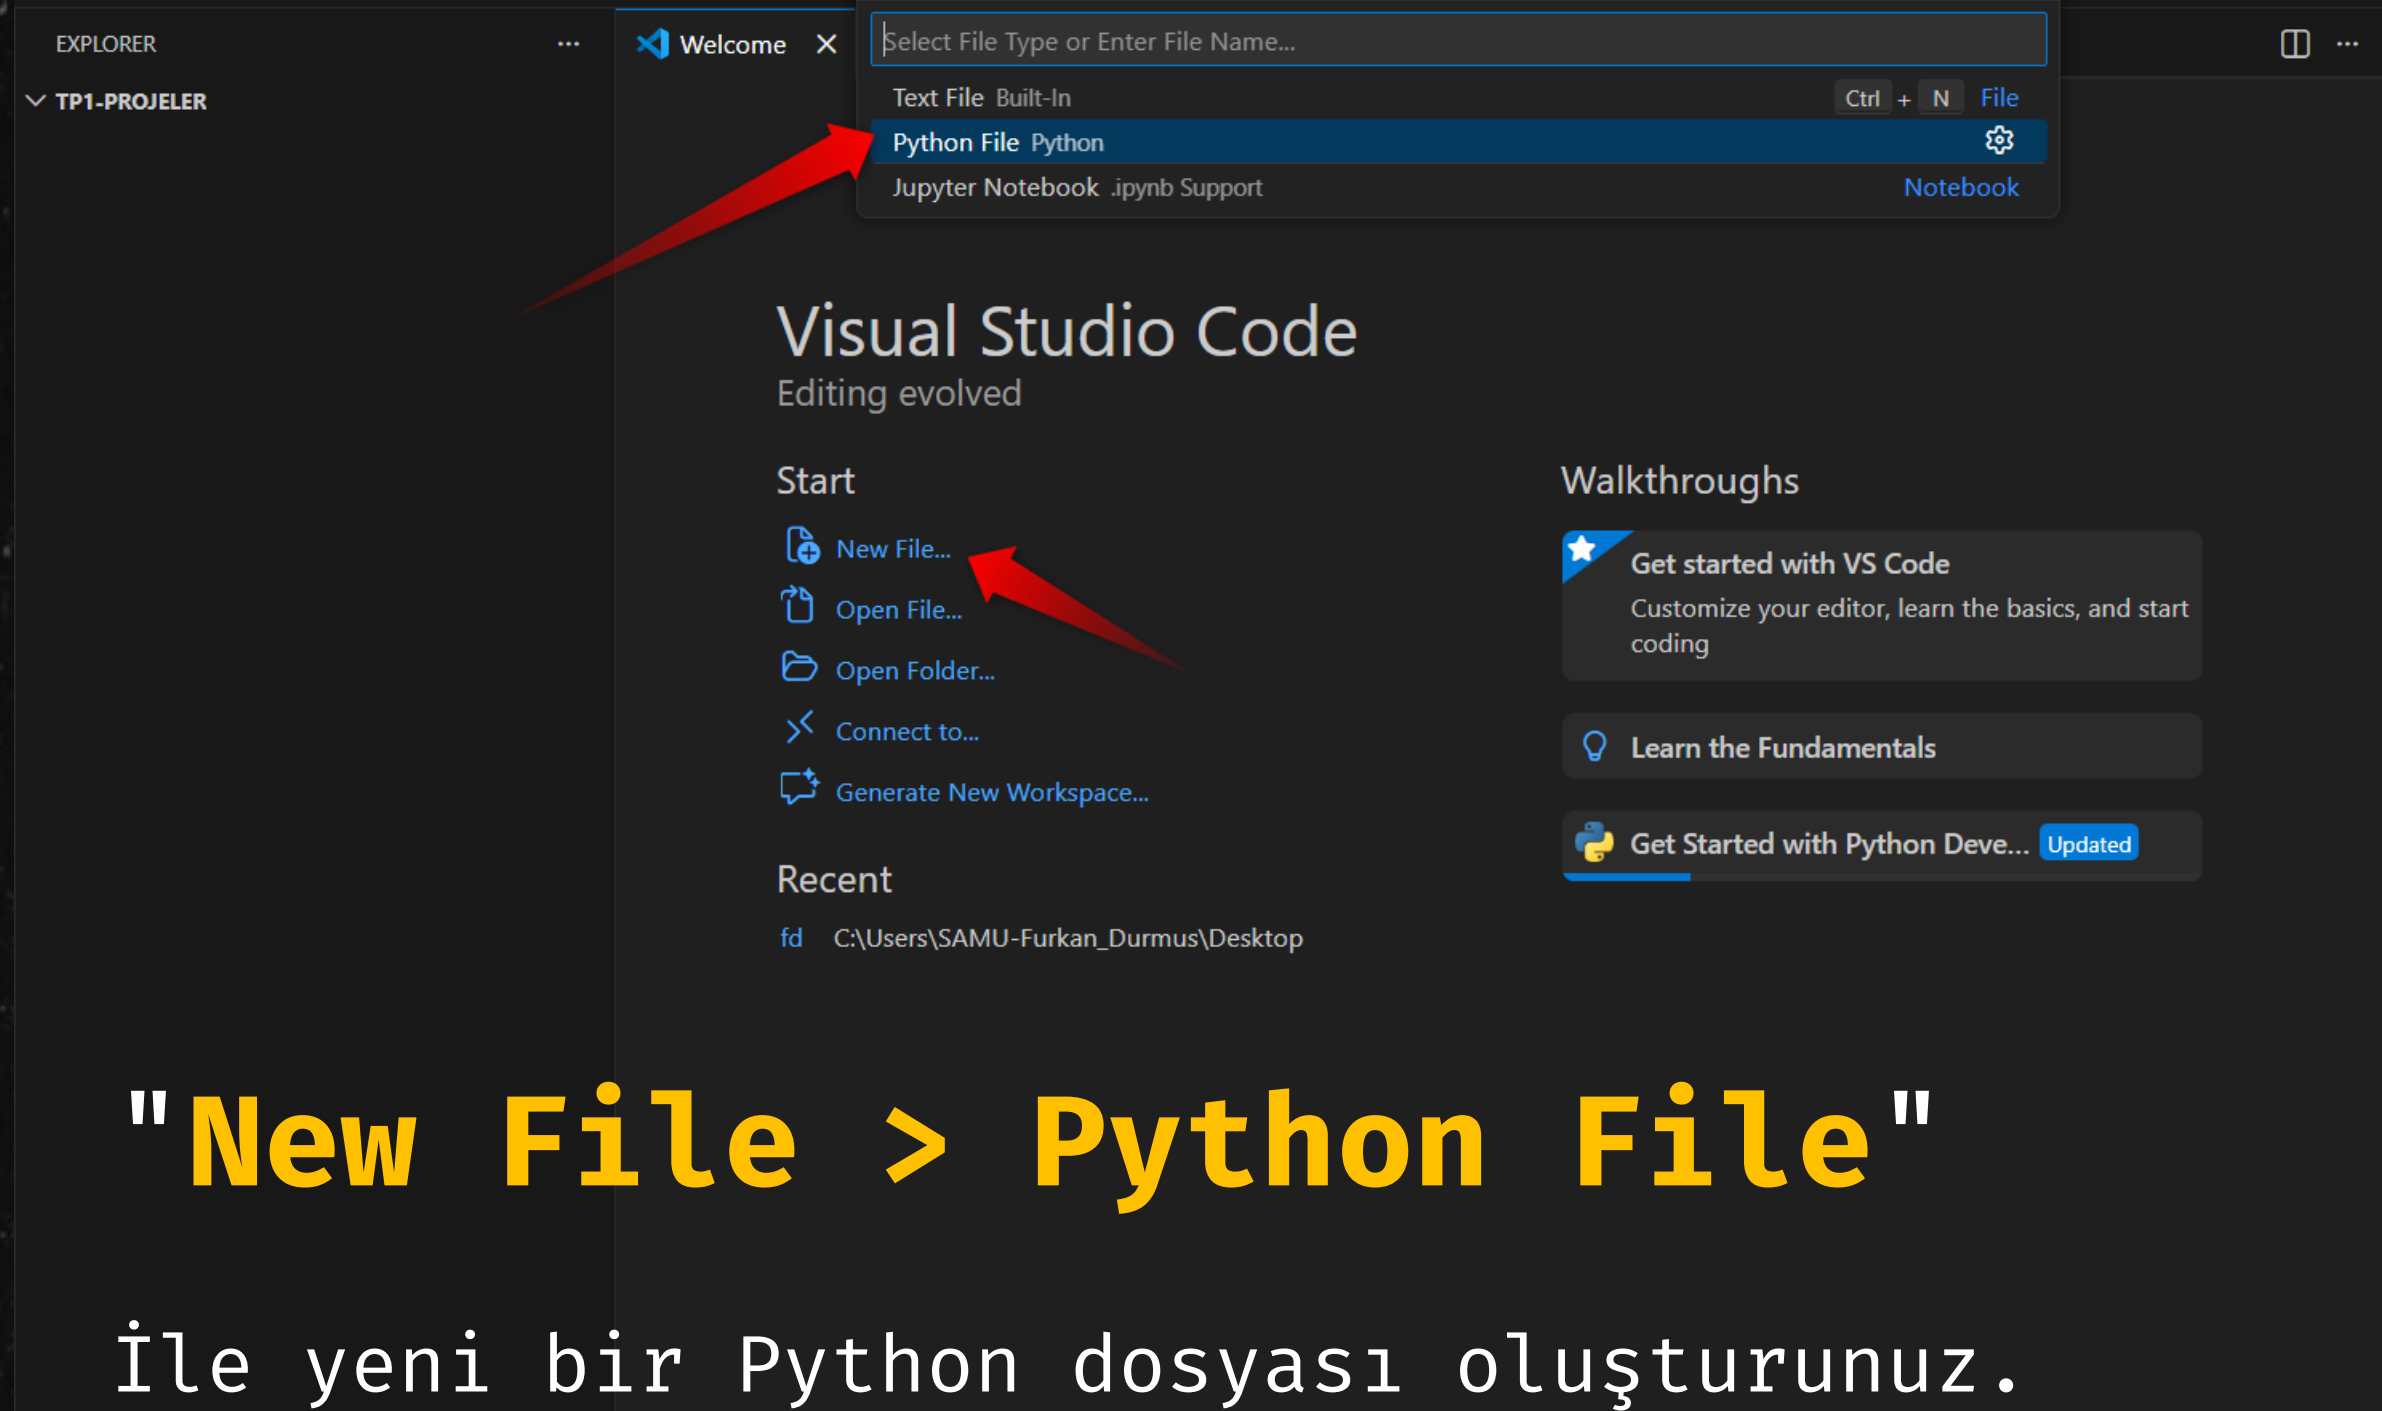 EXPLORER
TP1-PROJELER
Welcome
Select File Type or Enter File Name...
Text File Built-In Ctrl + N File
Python File Python
Jupyter Notebook .ipynb Support Notebook
Visual Studio Code
Editing evolved
Start
New File...
Open File...
Open Folder...
Connect to...
Generate New Workspace...
Recent
fd C:\Users\SAMU-Furkan_Durmus\Desktop
Walkthroughs
Get started with VS Code
Customize your editor, learn the basics, and start
coding
Learn the Fundamentals
Get Started with Python Deve... Updated
"New File > Python File"
İle yeni bir Python dosyası oluşturunuz.